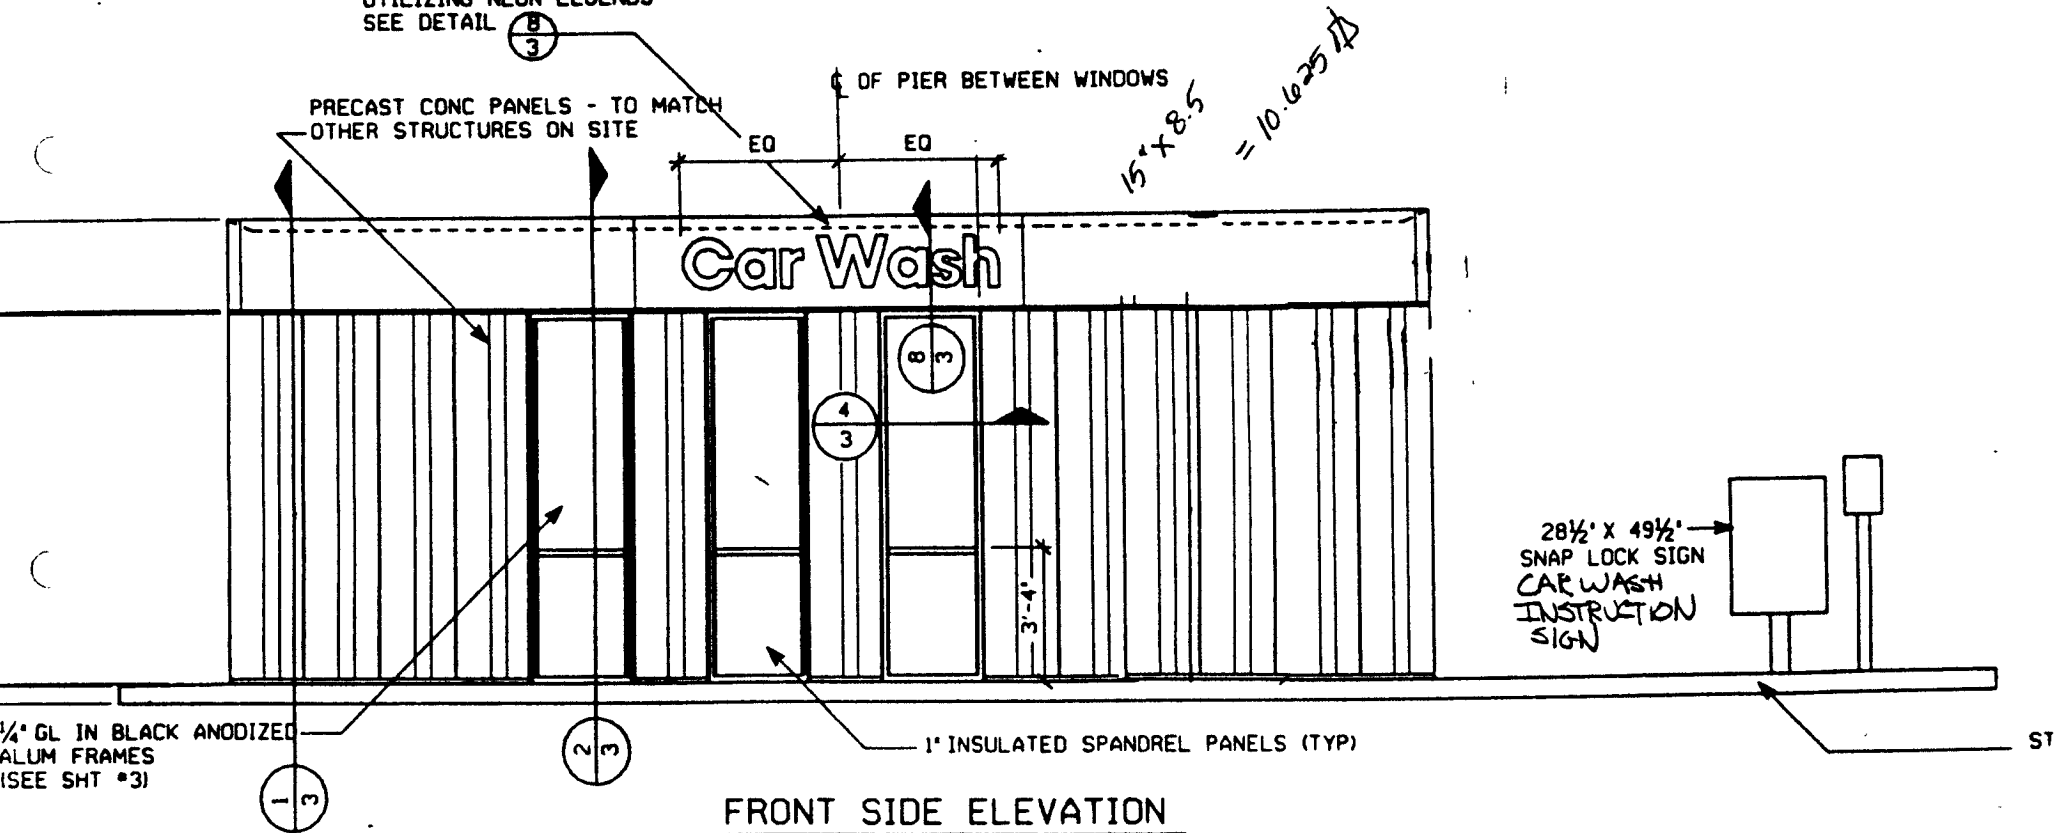 UTILIZING NEON LEGENDS
SEE DETAIL 8
3
℄ OF PIER BETWEEN WINDOWS
PRECAST CONC PANELS - TO MATCH
OTHER STRUCTURES ON SITE
EQ
EQ
15" X 8.5
= 10.625
Car Wash
8
3
4
3
3'-4"
28½" X 49½"
SNAP LOCK SIGN
CAR WASH
INSTRUCTION
SIGN
¼" GL IN BLACK ANODIZED
ALUM FRAMES
(SEE SHT #3)
1
3
2
3
1" INSULATED SPANDREL PANELS (TYP)
ST
FRONT SIDE ELEVATION